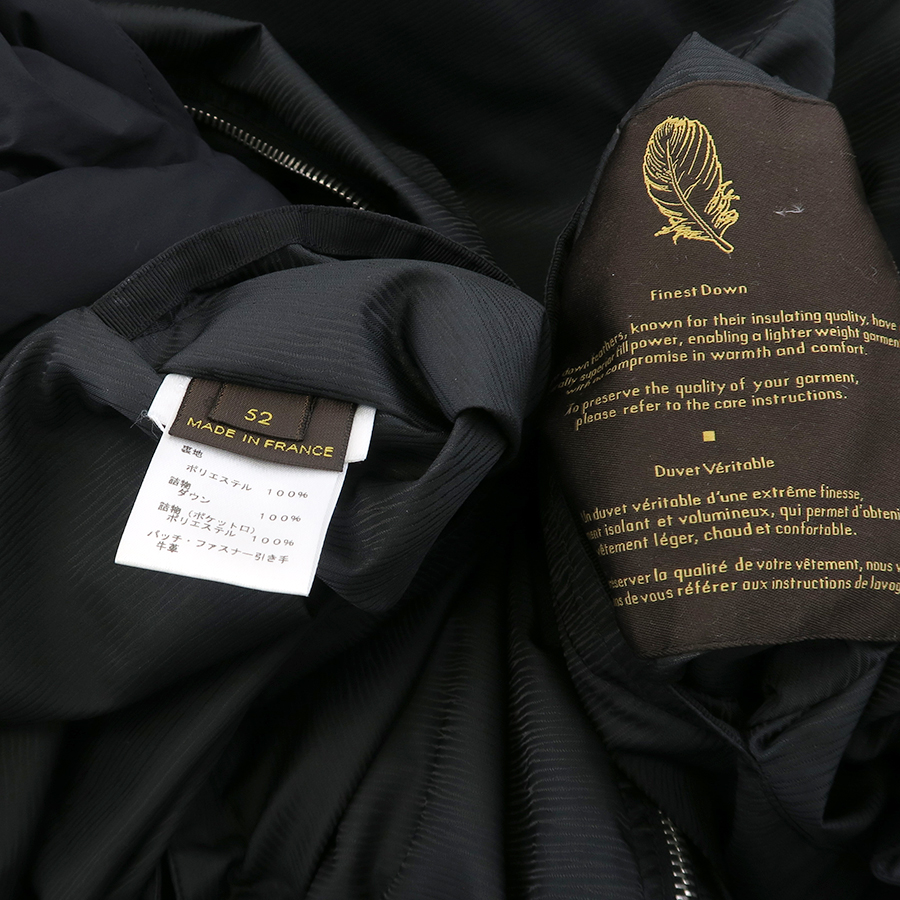 52
MADE IN FRANCE
裏地
ポリエステル 100%
詰物
ダウン 100%
詰物（ポケット口）
ポリエステル 100%
パッチ・ファスナー引き手
牛革
Finest Down
known for their insulating quality, have
power, enabling a lighter weight garment
compromise in warmth and comfort.
To preserve the quality of your garment,
please refer to the care instructions.
Duvet Véritable
Un duvet véritable d'une extrême finesse,
isolant et volumineux, qui permet
léger, chaud et confortable.
la qualité de votre vêtement, nous
de vous référer aux instructions de